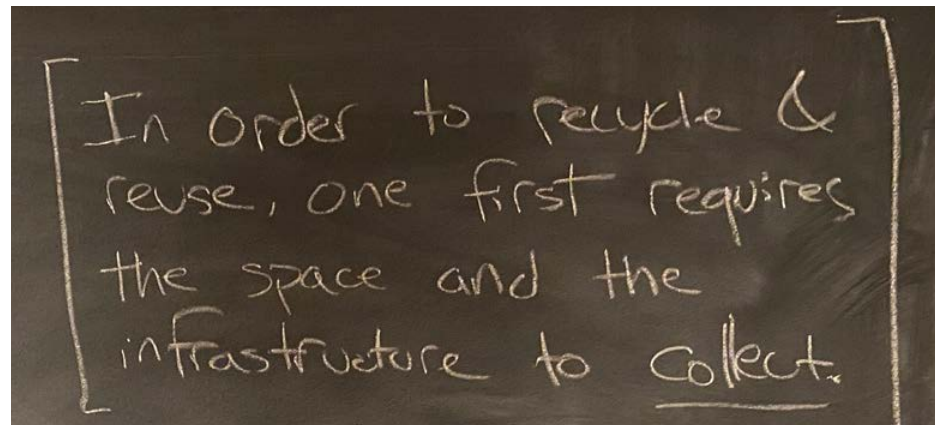 In order to recycle &
reuse, one first requires
the space and the
infrastructure to collect.